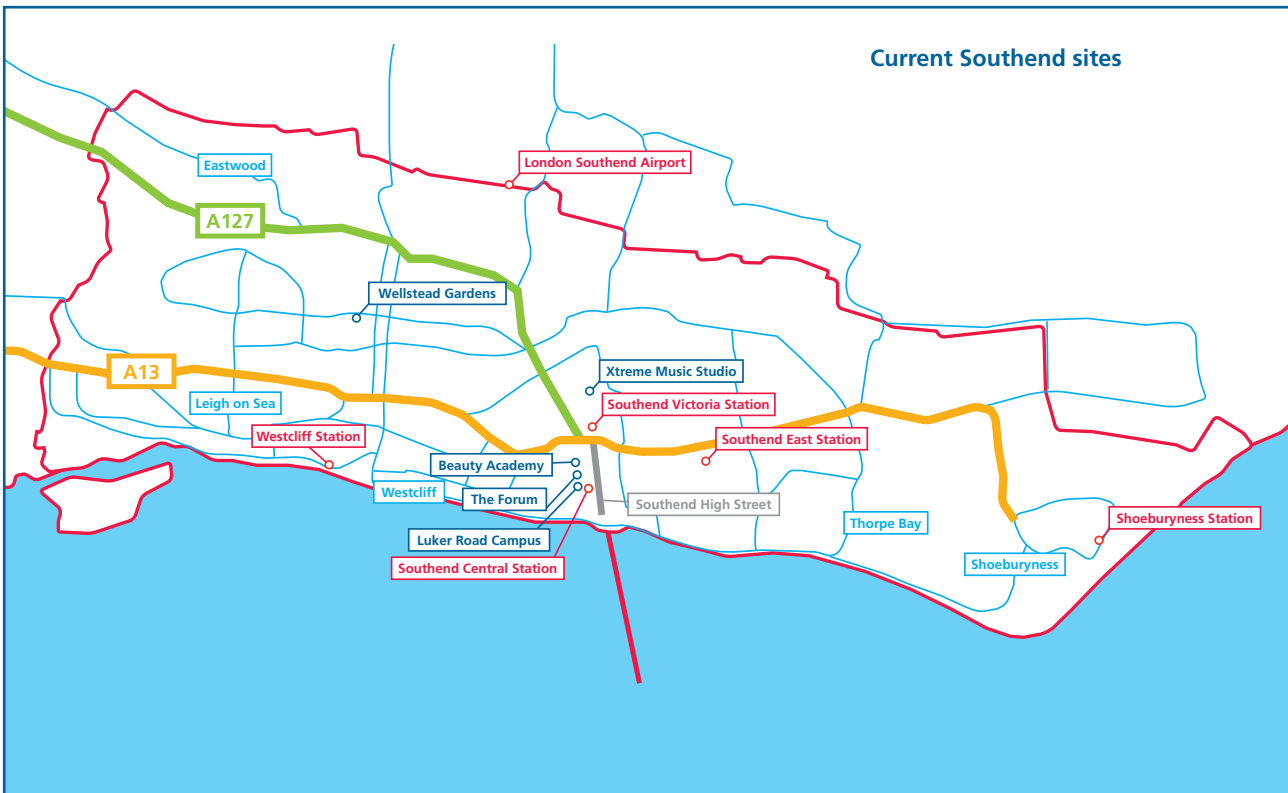 Current Southend sites
London Southend Airport
Eastwood
A127
Wellstead Gardens
A13
Xtreme Music Studio
Leigh on Sea
Southend Victoria Station
Westcliff Station
Southend East Station
Beauty Academy
Westcliff
The Forum
Southend High Street
Luker Road Campus
Thorpe Bay
Shoeburyness Station
Southend Central Station
Shoeburyness